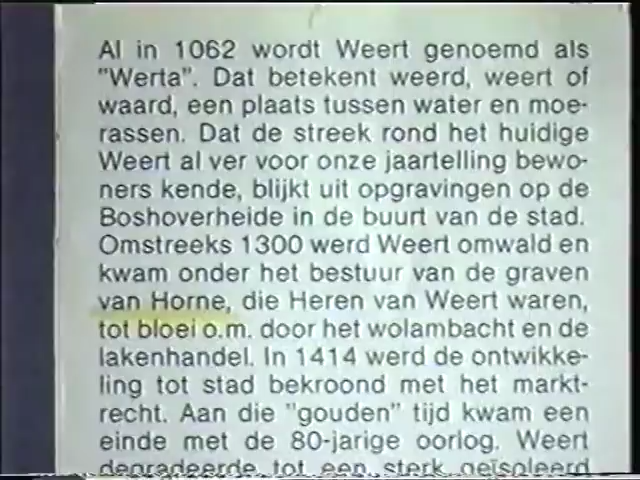 Al in 1062 wordt Weert genoemd als
"Werta". Dat betekent weerd, weert of
waard, een plaats tussen water en moe-
rassen. Dat de streek rond het huidige
Weert al ver voor onze jaartelling bewo-
ners kende, blijkt uit opgravingen op de
Boshoverheide in de buurt van de stad.
Omstreeks 1300 werd Weert omwald en
kwam onder het bestuur van de graven
van Horne, die Heren van Weert waren,
tot bloei o.m. door het wolambacht en de
lakenhandel. In 1414 werd de ontwikke-
ling tot stad bekroond met het markt-
recht. Aan die "gouden" tijd kwam een
einde met de 80-jarige oorlog. Weert
degradeerde tot een sterk geïsoleerd